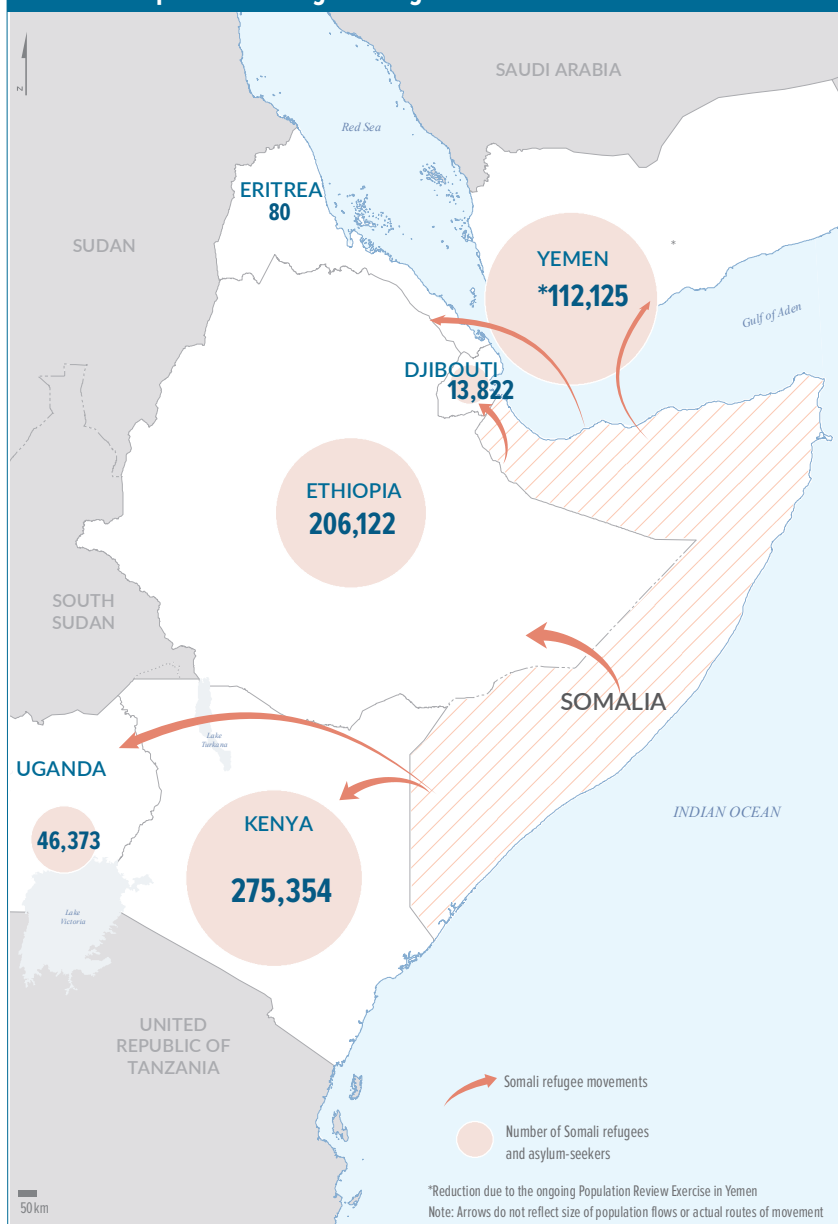 N
SAUDI ARABIA
Red Sea
ERITREA
80
SUDAN
YEMEN
*112,125
*
Gulf of Aden
DJIBOUTI
13,822
ETHIOPIA
206,122
SOUTH
SUDAN
SOMALIA
Lake
Turkana
UGANDA
46,373
KENYA
275,354
INDIAN OCEAN
Lake
Victoria
UNITED
REPUBLIC OF
TANZANIA
Somali refugee movements
Number of Somali refugees
and asylum-seekers
50km
*Reduction due to the ongoing Population Review Exercise in Yemen
Note: Arrows do not reflect size of population flows or actual routes of movement